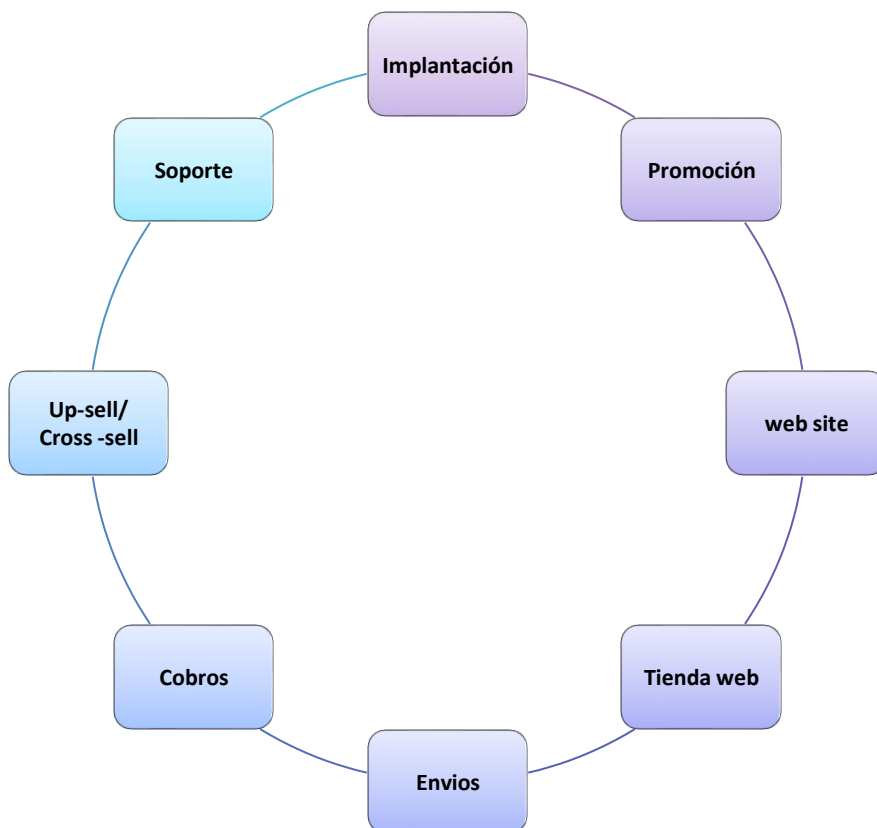 Implantación
Promoción
web site
Tienda web
Envios
Cobros
Up-sell/
Cross -sell
Soporte